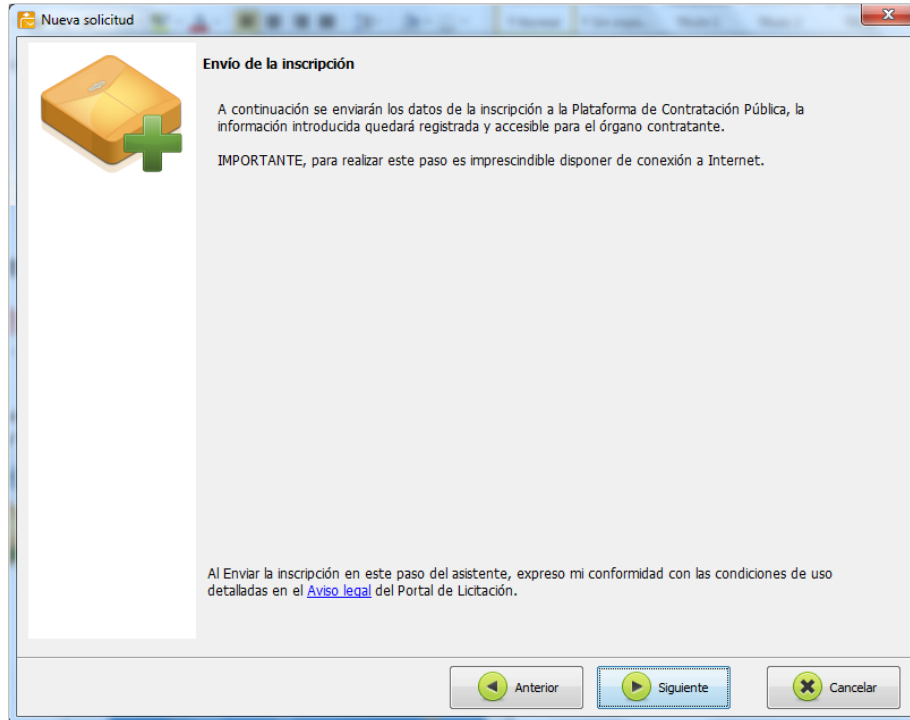 Nueva solicitud
Envío de la inscripción
A continuación se enviarán los datos de la inscripción a la Plataforma de Contratación Pública, la
información introducida quedará registrada y accesible para el órgano contratante.
IMPORTANTE, para realizar este paso es imprescindible disponer de conexión a Internet.
Al Enviar la inscripción en este paso del asistente, expreso mi conformidad con las condiciones de uso
detalladas en el Aviso legal del Portal de Licitación.
Anterior
Siguiente
Cancelar